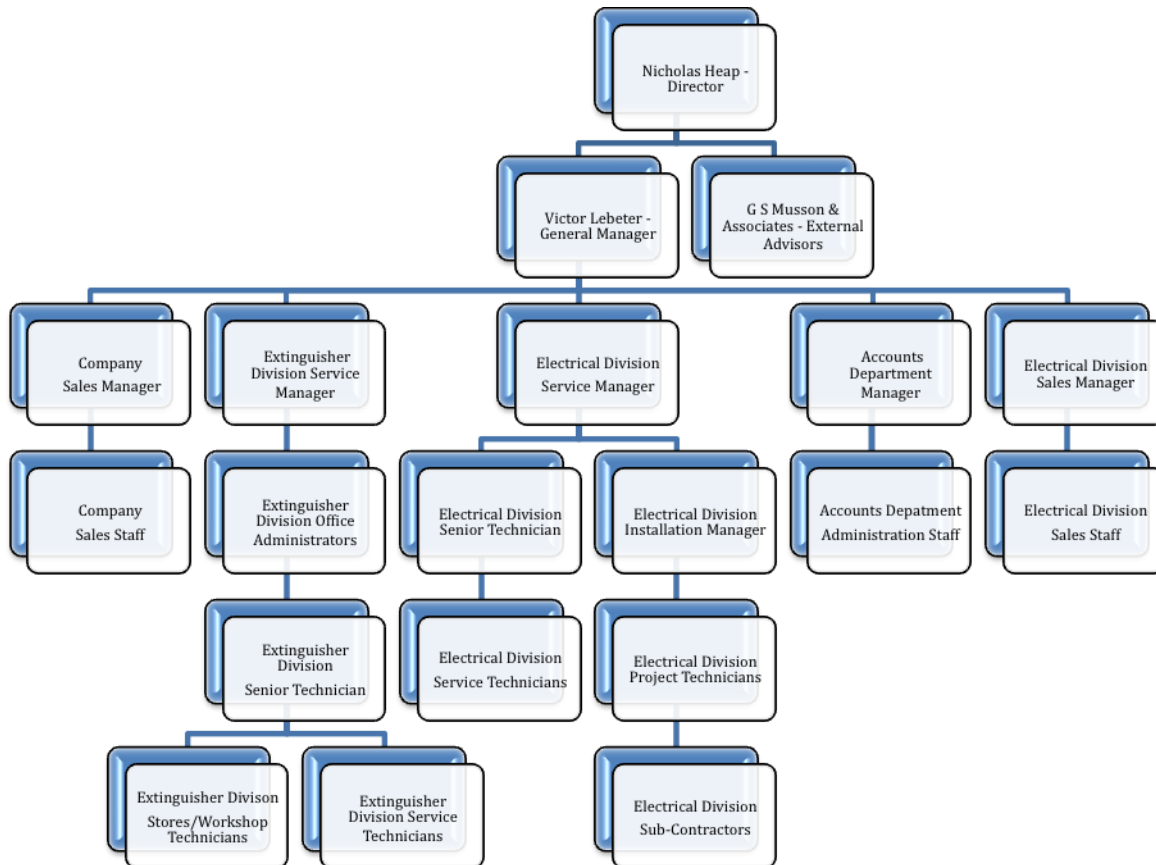 Nicholas Heap -
Director
Victor Lebeter -
General Manager
G S Musson &
Associates - External
Advisors
Company
Sales Manager
Extinguisher
Division Service
Manager
Electrical Division
Service Manager
Accounts
Department
Manager
Electrical Division
Sales Manager
Company
Sales Staff
Extinguisher
Division Office
Administrators
Electrical Division
Senior Technician
Electrical Division
Installation Manager
Accounts Depatment
Administration Staff
Electrical Division
Sales Staff
Extinguisher
Division
Senior Technician
Electrical Division
Service Technicians
Electrical Division
Project Technicians
Extinguisher Divison
Stores/Workshop
Technicians
Extinguisher
Division Service
Technicians
Electrical Division
Sub-Contractors